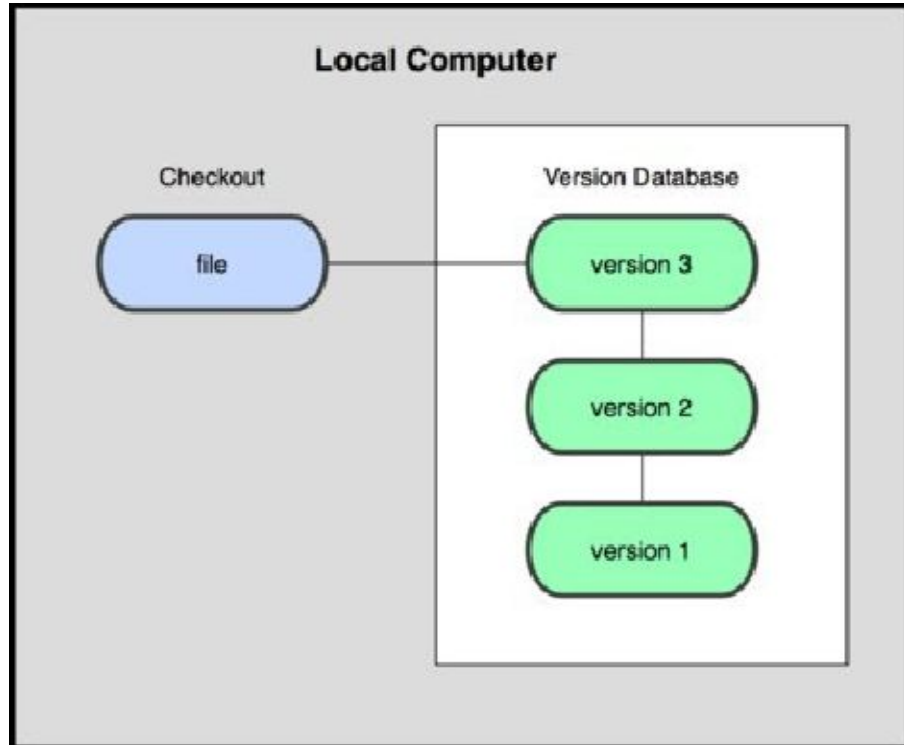 Local Computer
Checkout
Version Database
file
version 3
version 2
version 1